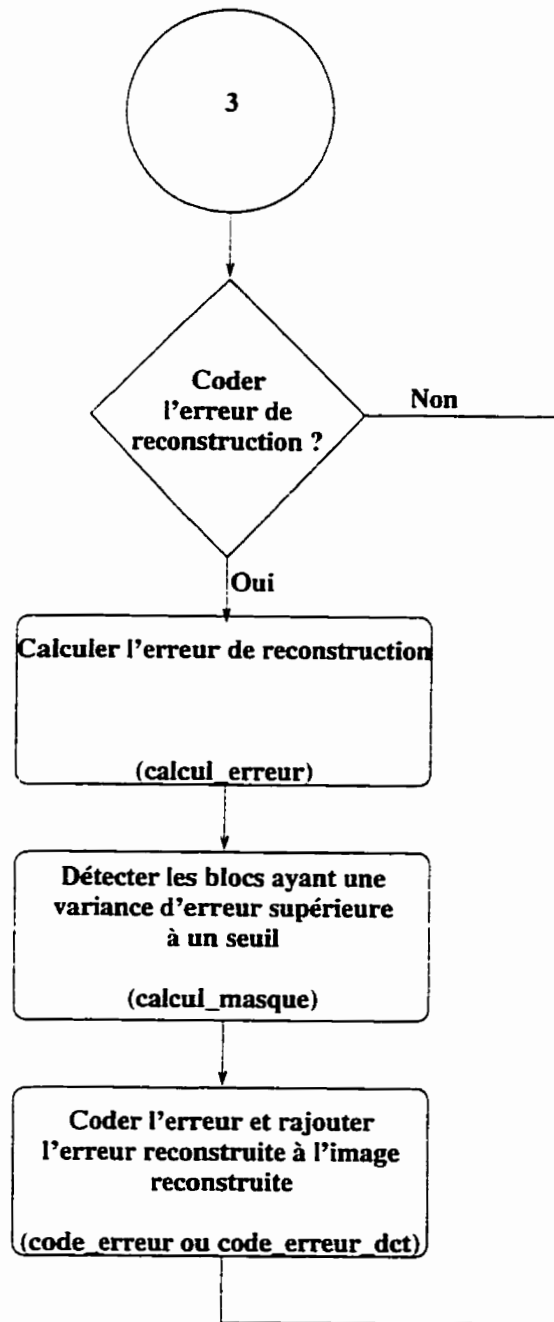 3
Coder
l'erreur de
reconstruction ?
Non
Oui
Calculer l'erreur de reconstruction
(calcul_erreur)
Détecter les blocs ayant une
variance d'erreur supérieure
à un seuil
(calcul_masque)
Coder l'erreur et rajouter
l'erreur reconstruite à l'image
reconstruite
(code_erreur ou code_erreur_dct)